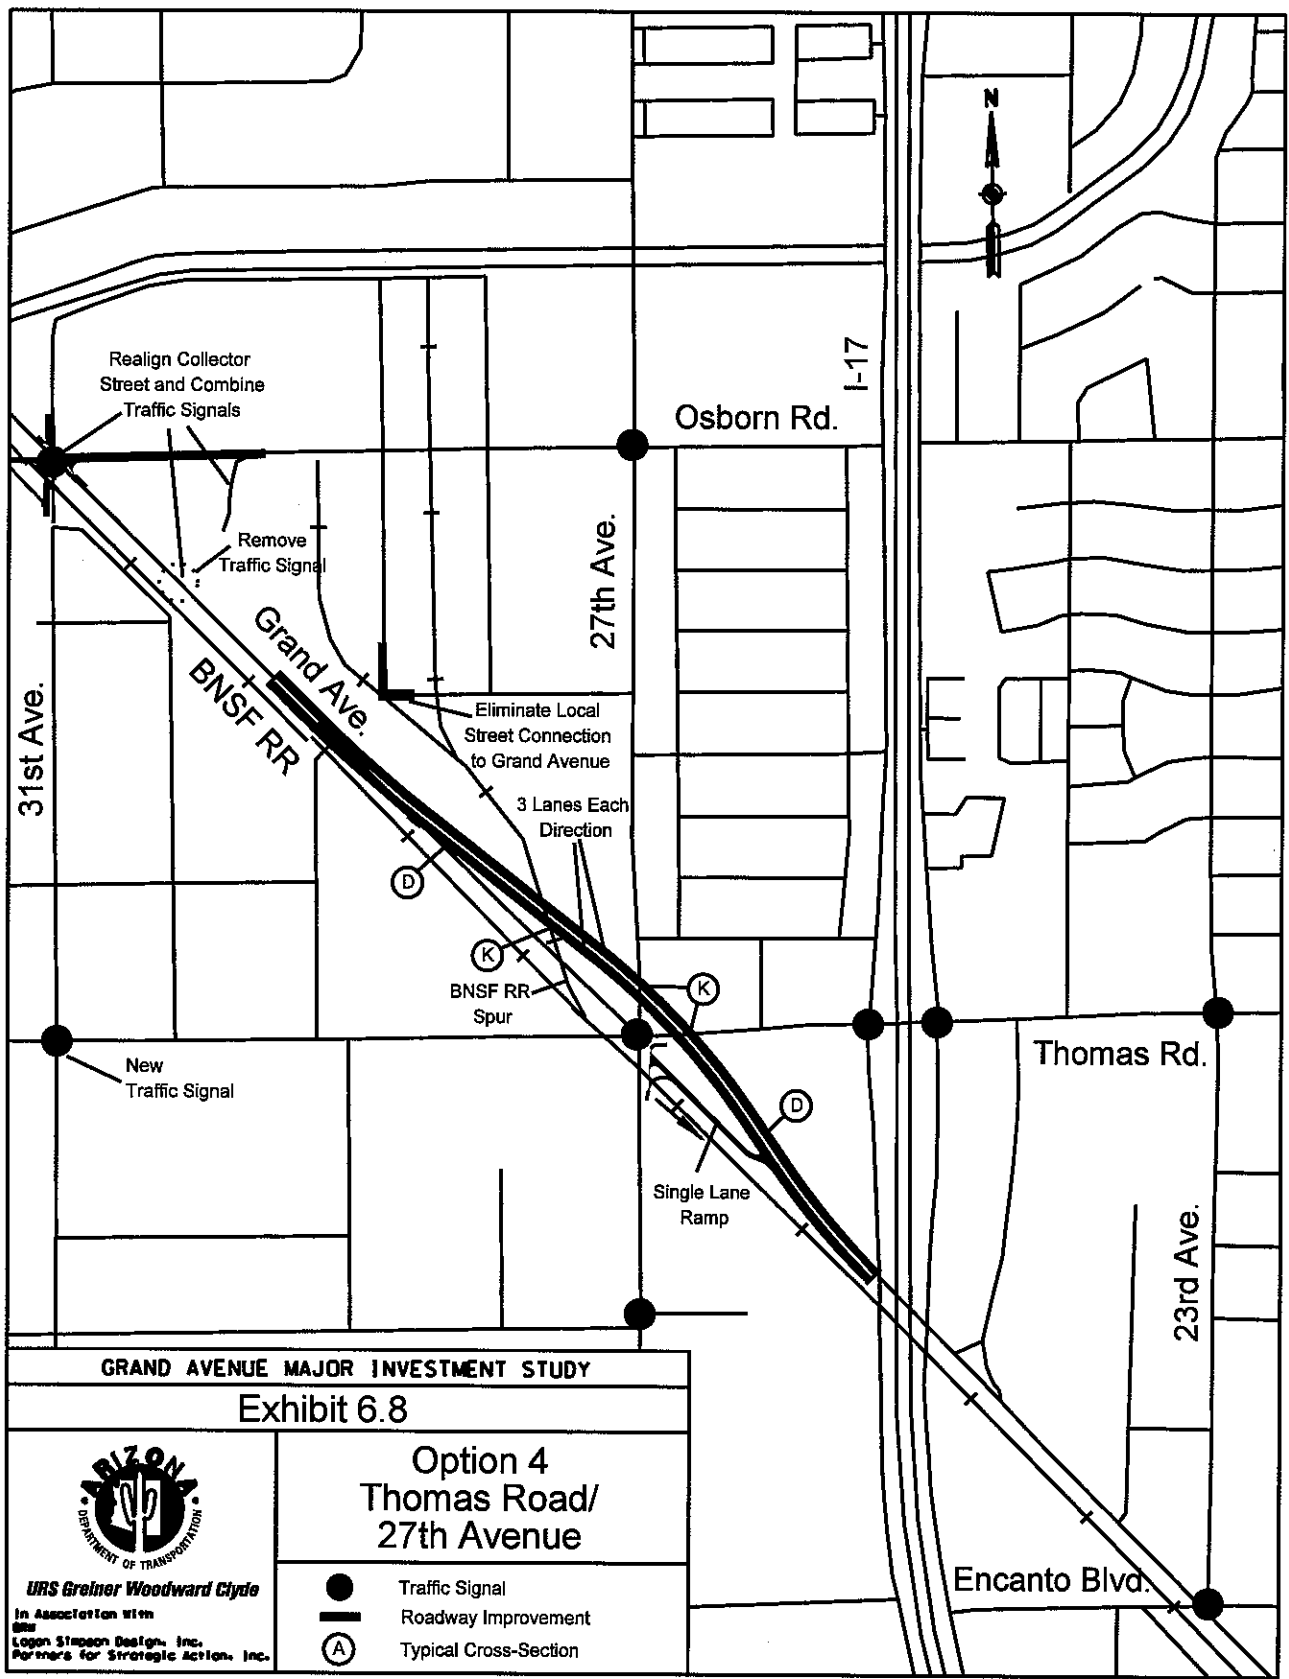 N
Realign Collector
Street and Combine
Traffic Signals
I-17
Osborn Rd.
Remove
Traffic Signal
27th Ave.
Grand Ave.
BNSF RR
31st Ave.
Eliminate Local
Street Connection
to Grand Avenue
3 Lanes Each
Direction
D
K
K
BNSF RR
Spur
Thomas Rd.
New
Traffic Signal
D
Single Lane
Ramp
23rd Ave.
Encanto Blvd.
GRAND AVENUE MAJOR INVESTMENT STUDY
Exhibit 6.8
ARIZONA
DEPARTMENT OF TRANSPORTATION
URS Greiner Woodward Clyde
In Association With
BRW
Logan Simpson Design, Inc.
Partners for Strategic Action, Inc.
Option 4
Thomas Road/
27th Avenue
Traffic Signal
Roadway Improvement
A
Typical Cross-Section